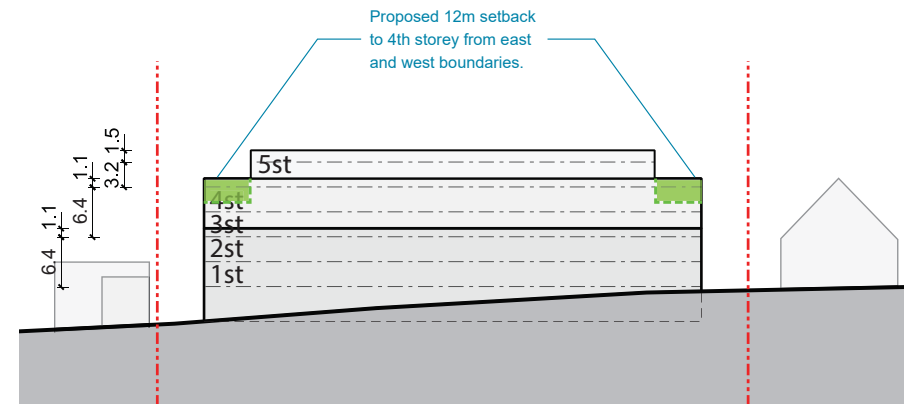 Proposed 12m setback
to 4th storey from east
and west boundaries.
1.5
3.2
1.1
6.4
1.1
6.4
5st
4st
3st
2st
1st